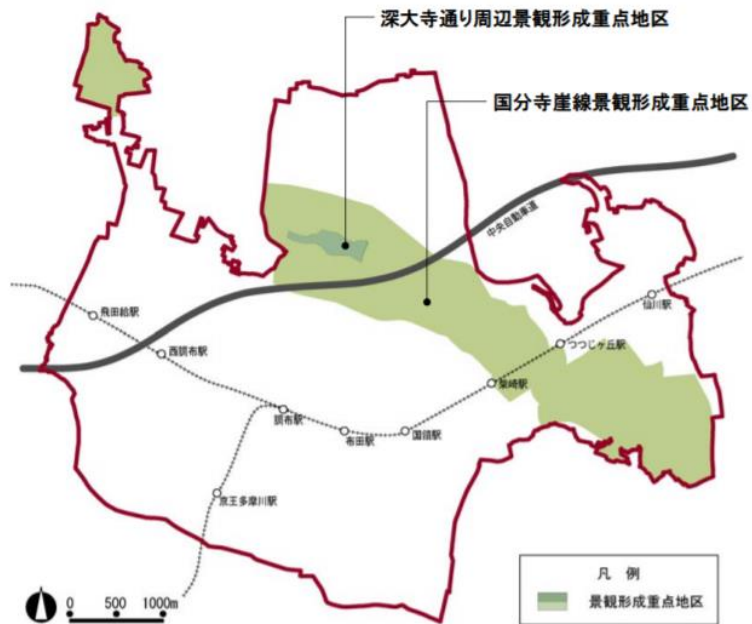 深大寺通り周辺景観形成重点地区
国分寺崖線景観形成重点地区
中央自動車道
仙川駅
飛田給駅
つつじヶ丘駅
西調布駅
柴崎駅
調布駅
布田駅
国領駅
京王多摩川駅
凡 例
景観形成重点地区
0 500 1000m